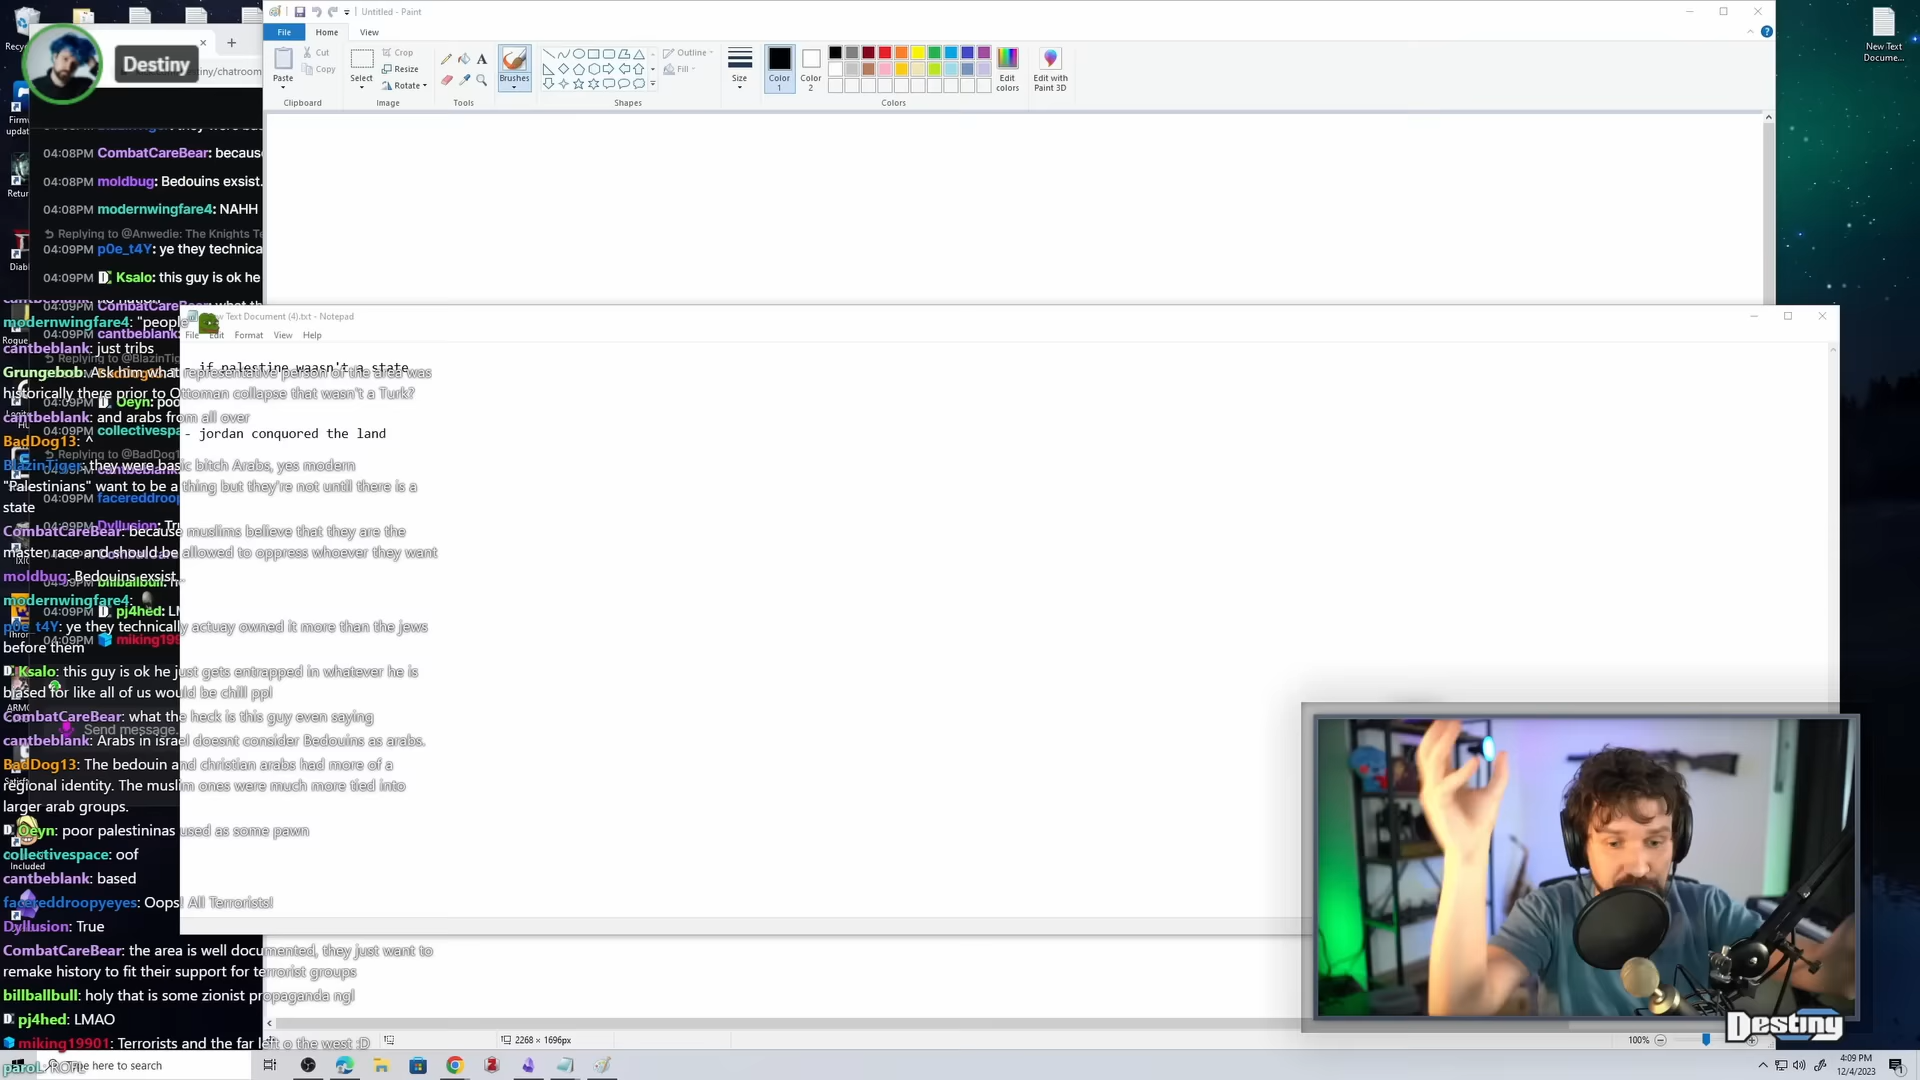 Untitled - Paint
File
Home
View
Paste
Cut
Copy
Clipboard
Select
Crop
Resize
Rotate
Image
Tools
Brushes
Shapes
Outline
Fill
Size
Color 1
Color 2
Colors
Edit colors
Edit with Paint 3D
New Text Docume...
Destiny
iny/chatroom
04:08PM CombatCareBear: becaus
04:08PM moldbug: Bedouins exsist.
04:08PM modernwingfare4: NAHH
Replying to @Anwedie: The Knights Te
04:09PM p0e_t4Y: ye they technica
04:09PM Ksalo: this guy is ok he
04:09PM CombatCareBear: what th
Text Document (4).txt - Notepad
File Edit Format View Help
- if palestine waasn't a state
- jordan conquored the land
modernwingfare4: "people"
cantbeblank: just tribs
Grungebob: Ask him what representative person of the area was
historically there prior to Ottoman collapse that wasn't a Turk?
cantbeblank: and arabs from all over
BadDog13: ^
BlazinTiger: they were basic bitch Arabs, yes modern
"Palestinians" want to be a thing but they're not until there is a
state
CombatCareBear: because muslims believe that they are the
master race and should be allowed to oppress whoever they want
moldbug: Bedouins exsist.
modernwingfare4:
p0e_t4Y: ye they technically actuay owned it more than the jews
before them
Ksalo: this guy is ok he just gets entrapped in whatever he is
biased for like all of us would be chill ppl
CombatCareBear: what the heck is this guy even saying
cantbeblank: Arabs in israel doesnt consider Bedouins as arabs.
BadDog13: The bedouin and christian arabs had more of a
regional identity. The muslim ones were much more tied into
larger arab groups.
Oeyn: poor palestininas used as some pawn
collectivespace: oof
cantbeblank: based
facereddroopyeyes: Oops! All Terrorists!
Dyllusion: True
CombatCareBear: the area is well documented, they just want to
remake history to fit their support for terrorist groups
billballbull: holy that is some zionist propaganda ngl
pj4hed: LMAO
miking19901: Terrorists and the far left o the west :D
Send message.
2268 × 1696px
100%
Destiny
here to search
4:09 PM
12/4/2023